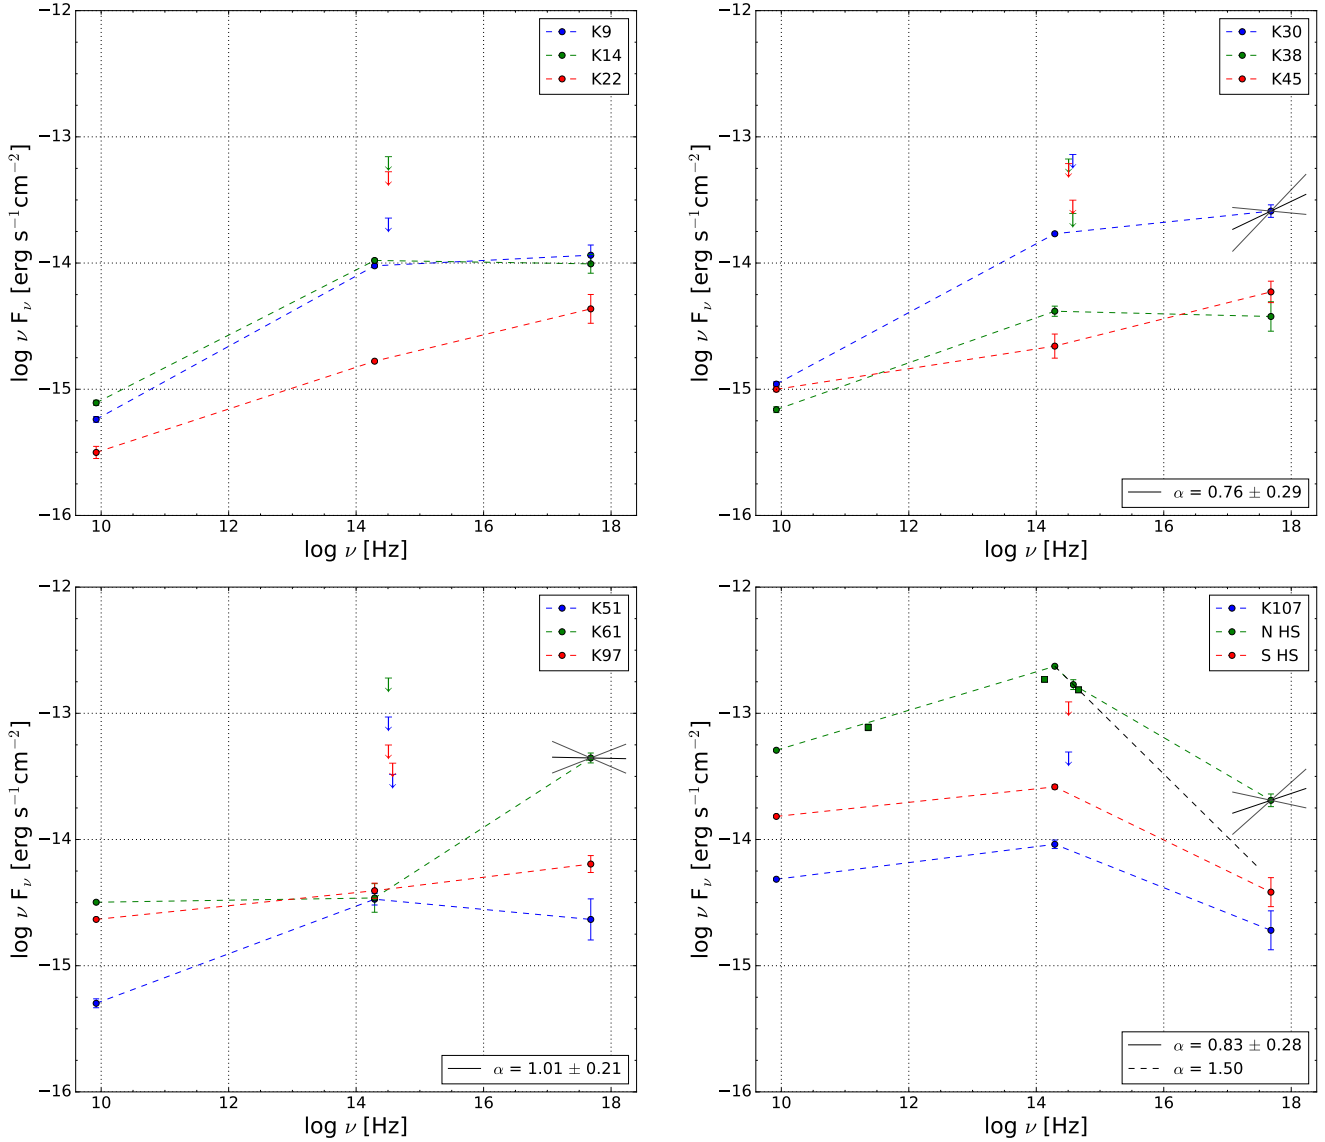 −12
−13
−14
−15
−16
log ν Fν [erg s−1cm−2]
K9
K14
K22
10
12
14
16
18
log ν [Hz]
−12
−13
−14
−15
−16
log ν Fν [erg s−1cm−2]
K30
K38
K45
α = 0.76 ± 0.29
10
12
14
16
18
log ν [Hz]
−12
−13
−14
−15
−16
log ν Fν [erg s−1cm−2]
K51
K61
K97
α = 1.01 ± 0.21
10
12
14
16
18
log ν [Hz]
−12
−13
−14
−15
−16
log ν Fν [erg s−1cm−2]
K107
N HS
S HS
α = 0.83 ± 0.28
α = 1.50
10
12
14
16
18
log ν [Hz]